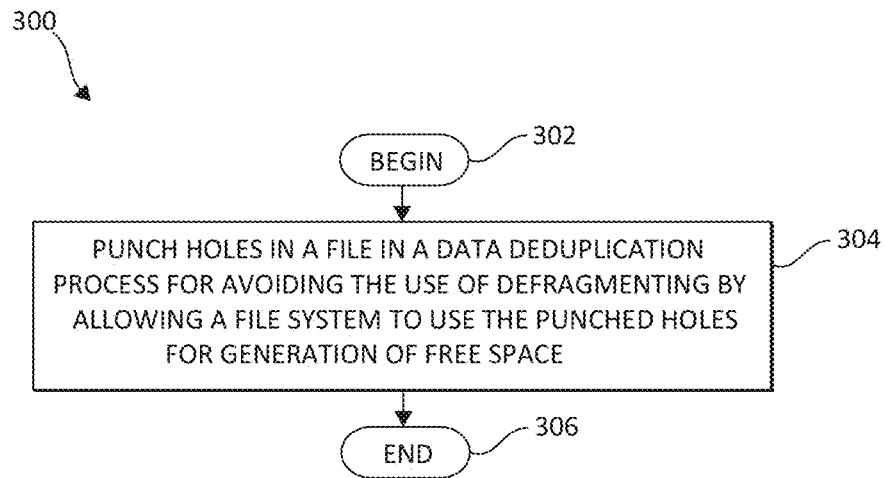 300
BEGIN
302
PUNCH HOLES IN A FILE IN A DATA DEDUPLICATION
PROCESS FOR AVOIDING THE USE OF DEFRAGMENTING BY
ALLOWING A FILE SYSTEM TO USE THE PUNCHED HOLES
FOR GENERATION OF FREE SPACE
304
END
306